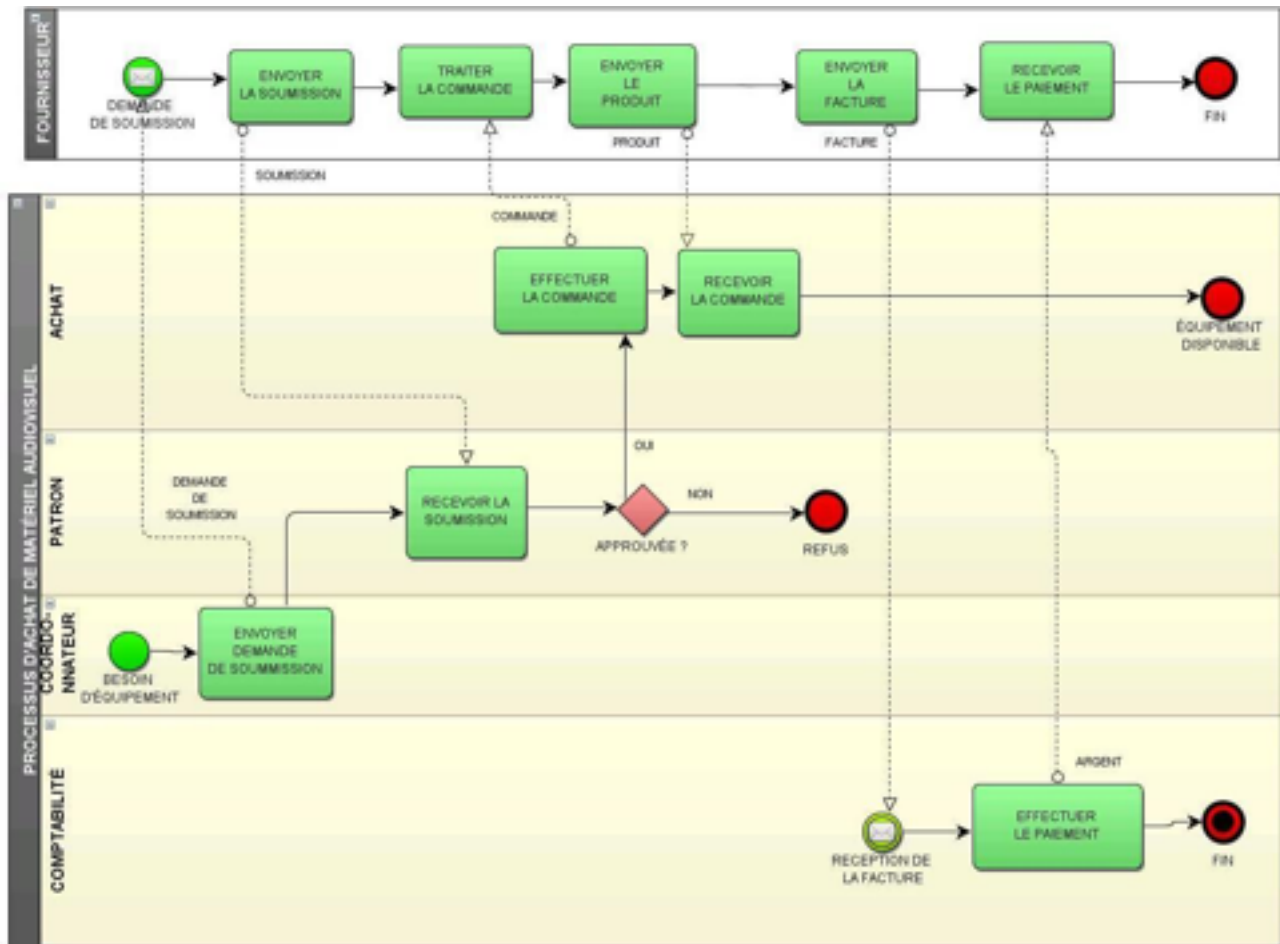 FOURNISSEUR
DEMANDE
DE SOUMISSION
ENVOYER
LA SOUMISSION
TRAITER
LA COMMANDE
ENVOYER
LE
PRODUIT
ENVOYER
LA
FACTURE
RECEVOIR
LE PAIEMENT
FIN
SOUMISSION
PRODUIT
FACTURE
PROCESSUS D'ACHAT DE MATÉRIEL AUDIOVISUEL
ACHAT
COMMANDE
EFFECTUER
LA COMMANDE
RECEVOIR
LA COMMANDE
ÉQUIPEMENT
DISPONIBLE
PATRON
DEMANDE
DE
SOUMISSION
RECEVOIR LA
SOUMISSION
OUI
NON
APPROUVÉE ?
REFUS
COORDO-
NNATEUR
BESOIN
D'ÉQUIPEMENT
ENVOYER
DEMANDE
DE SOUMMISSION
COMPTABILITÉ
RECEPTION DE
LA FACTURE
ARGENT
EFFECTUER
LE PAIEMENT
FIN